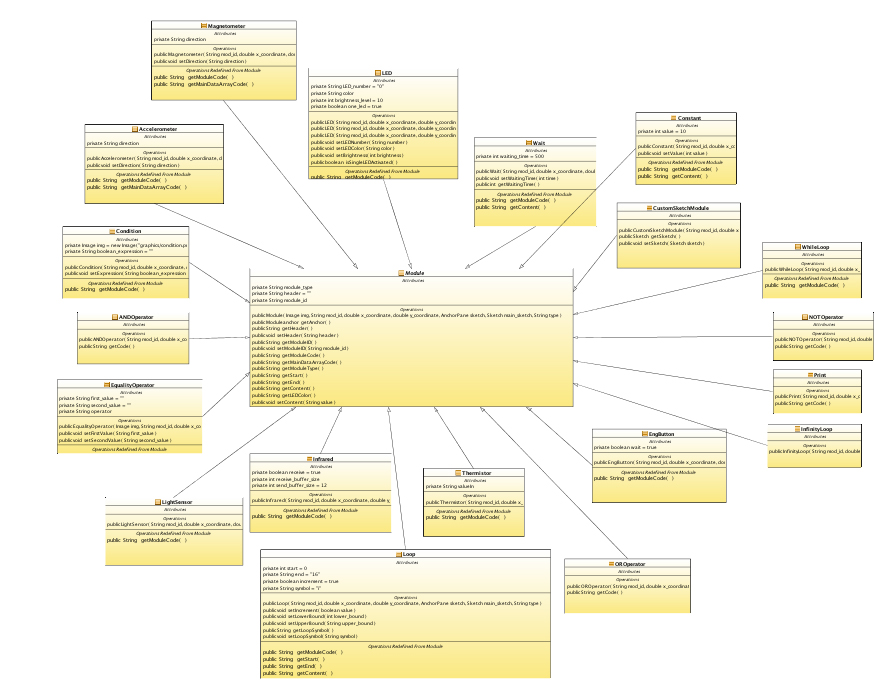 Magnetometer
Attributes
private String direction
Operations
public Magnetometer( String mod_id, double x_coordinate, dou
public void setDirection( String direction )
Operations Redefined From Module
public String getModuleCode( )
public String getMainDataArrayCode( )
LED
Attributes
private String LED_number = "0"
private String color
private int brightness_level = 10
private boolean one_led = true
Operations
public LED( String mod_id, double x_coordinate, double y_coordin
public LED( String mod_id, double x_coordinate, double y_coordin
public LED( String mod_id, double x_coordinate, double y_coordin
public void setLEDNumber( String number )
public void setLEDColor( String color )
public void setBrightness( int brightness )
public boolean isSingleLEDActivated( )
Operations Redefined From Module
public String getModuleCode( )
Constant
Attributes
private int value = 10
Operations
public Constant( String mod_id, double x_co
public void setValue( int value )
Operations Redefined From Module
public String getModuleCode( )
public String getContent( )
Accelerometer
Attributes
private String direction
Operations
public Accelerometer( String mod_id, double x_coordinate, d
public void setDirection( String direction )
Operations Redefined From Module
public String getModuleCode( )
public String getMainDataArrayCode( )
Wait
Attributes
private int waiting_time = 500
Operations
public Wait( String mod_id, double x_coordinate, doul
public void setWaitingTime( int time )
public int getWaitingTime( )
Operations Redefined From Module
public String getModuleCode( )
public String getContent( )
CustomSketchModule
Attributes
Operations
public CustomSketchModule( String mod_id, double x
public Sketch getSketch( )
public void setSketch( Sketch sketch )
Condition
Attributes
private Image img = new Image("graphics/condition.p
private String boolean_expression = ""
Operations
public Condition( String mod_id, double x_coordinate,
public void setExpression( String boolean_expression
Operations Redefined From Module
public String getModuleCode( )
WhileLoop
Attributes
Operations
public WhileLoop( String mod_id, double x_
Operations Redefined From Module
public String getModuleCode( )
Module
Attributes
private String module_type
private String header = ""
private String module_id
Operations
public Module( Image img, String mod_id, double x_coordinate, double y_coordinate, AnchorPane sketch, Sketch main_sketch, String type )
public Moduleanchor getAnchor( )
public String getHeader( )
public void setHeader( String header )
public String getModuleID( )
public void setModuleID( String module_id )
public String getModuleCode( )
public String getMainDataArrayCode( )
public String getModuleType( )
public String getStart( )
public String getEnd( )
public String getContent( )
public String getLEDColor( )
public void setContent( String value )
ANDOperator
Attributes
Operations
public ANDOperator( String mod_id, double x_co
public String getCode( )
NOTOperator
Attributes
Operations
public NOTOperator( String mod_id, double x
public String getCode( )
Print
Attributes
Operations
public Print( String mod_id, double x_c
public String getCode( )
EqualityOperator
Attributes
private String first_value = ""
private String second_value = ""
private String operator
Operations
public EqualityOperator( Image img, String mod_id, double x_co
public void setFirstValue( String first_value )
public void setSecondValue( String second_value )
Operations Redefined From Module
InfinityLoop
Attributes
Operations
public InfinityLoop( String mod_id, double
EngButton
Attributes
private boolean wait = true
Operations
public EngButton( String mod_id, double x_coordinate, dou
Operations Redefined From Module
public String getModuleCode( )
Infrared
Attributes
private boolean receive = true
private int receive_buffer_size
private int send_buffer_size = 12
Operations
public Infrared( String mod_id, double x_coordinate, double y_
Operations Redefined From Module
public String getModuleCode( )
Thermistor
Attributes
private String valueIn
Operations
public Thermistor( String mod_id, double x_
Operations Redefined From Module
public String getModuleCode( )
LightSensor
Attributes
Operations
public LightSensor( String mod_id, double x_coordinate, dou
Operations Redefined From Module
public String getModuleCode( )
Loop
Attributes
private int start = 0
private String end = "16"
private boolean increment = true
private String symbol = "i"
Operations
public Loop( String mod_id, double x_coordinate, double y_coordinate, AnchorPane sketch, Sketch main_sketch, String type )
public void setIncrement( boolean value )
public void setLowerBound( int lower_bound )
public void setUpperBound( String upper_bound )
public String getLoopSymbol( )
public void setLoopSymbol( String symbol )
Operations Redefined From Module
public String getModuleCode( )
public String getStart( )
public String getEnd( )
public String getContent( )
OROperator
Attributes
Operations
public OROperator( String mod_id, double x_coordinat
public String getCode( )